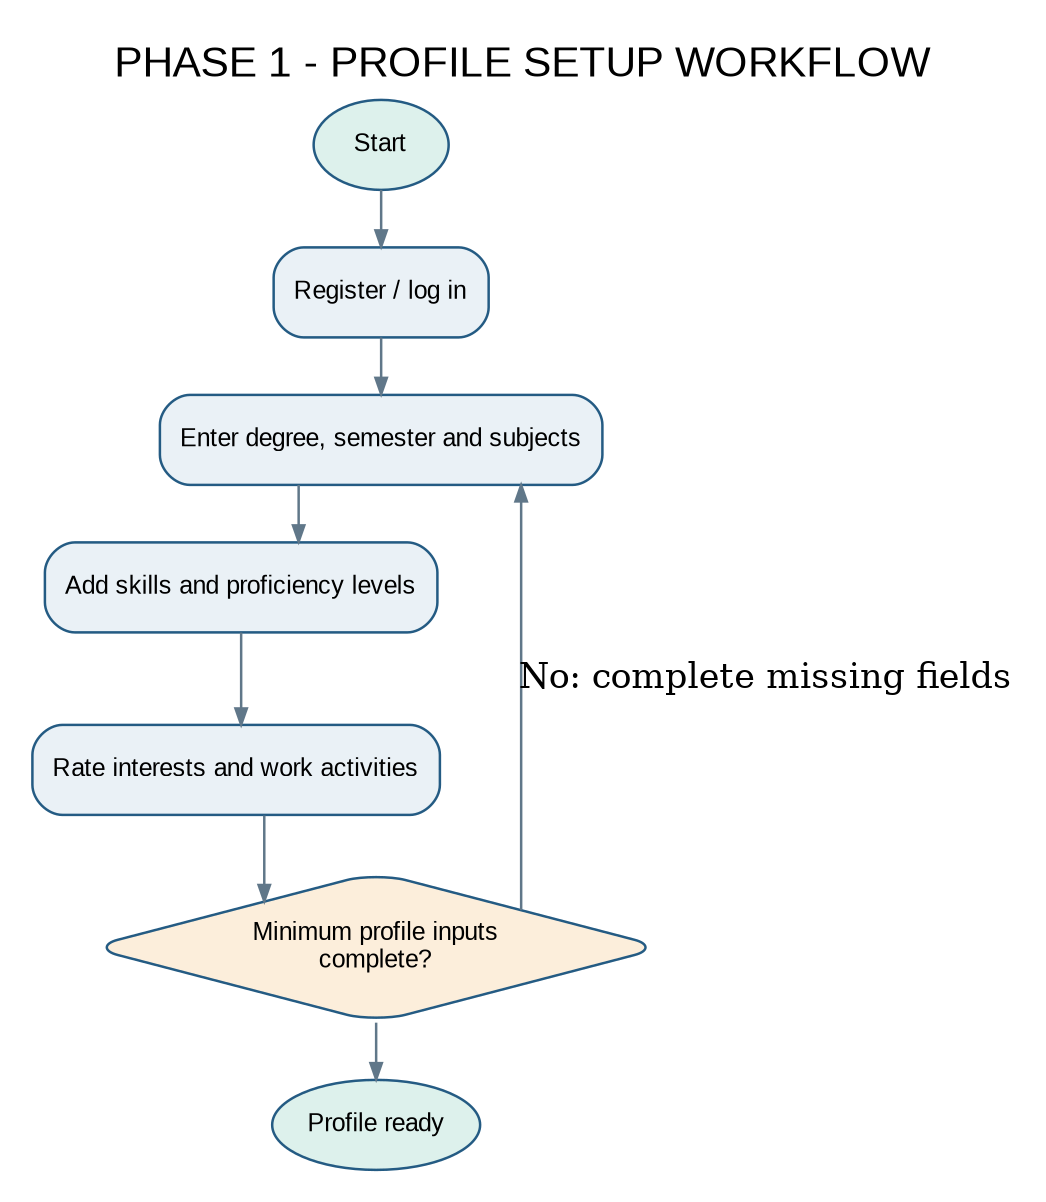 PHASE 1 - PROFILE SETUP WORKFLOW
Start
Register / log in
Enter degree, semester and subjects
Add skills and proficiency levels
No: complete missing fields
Rate interests and work activities
Minimum profile inputs
complete?
Profile ready